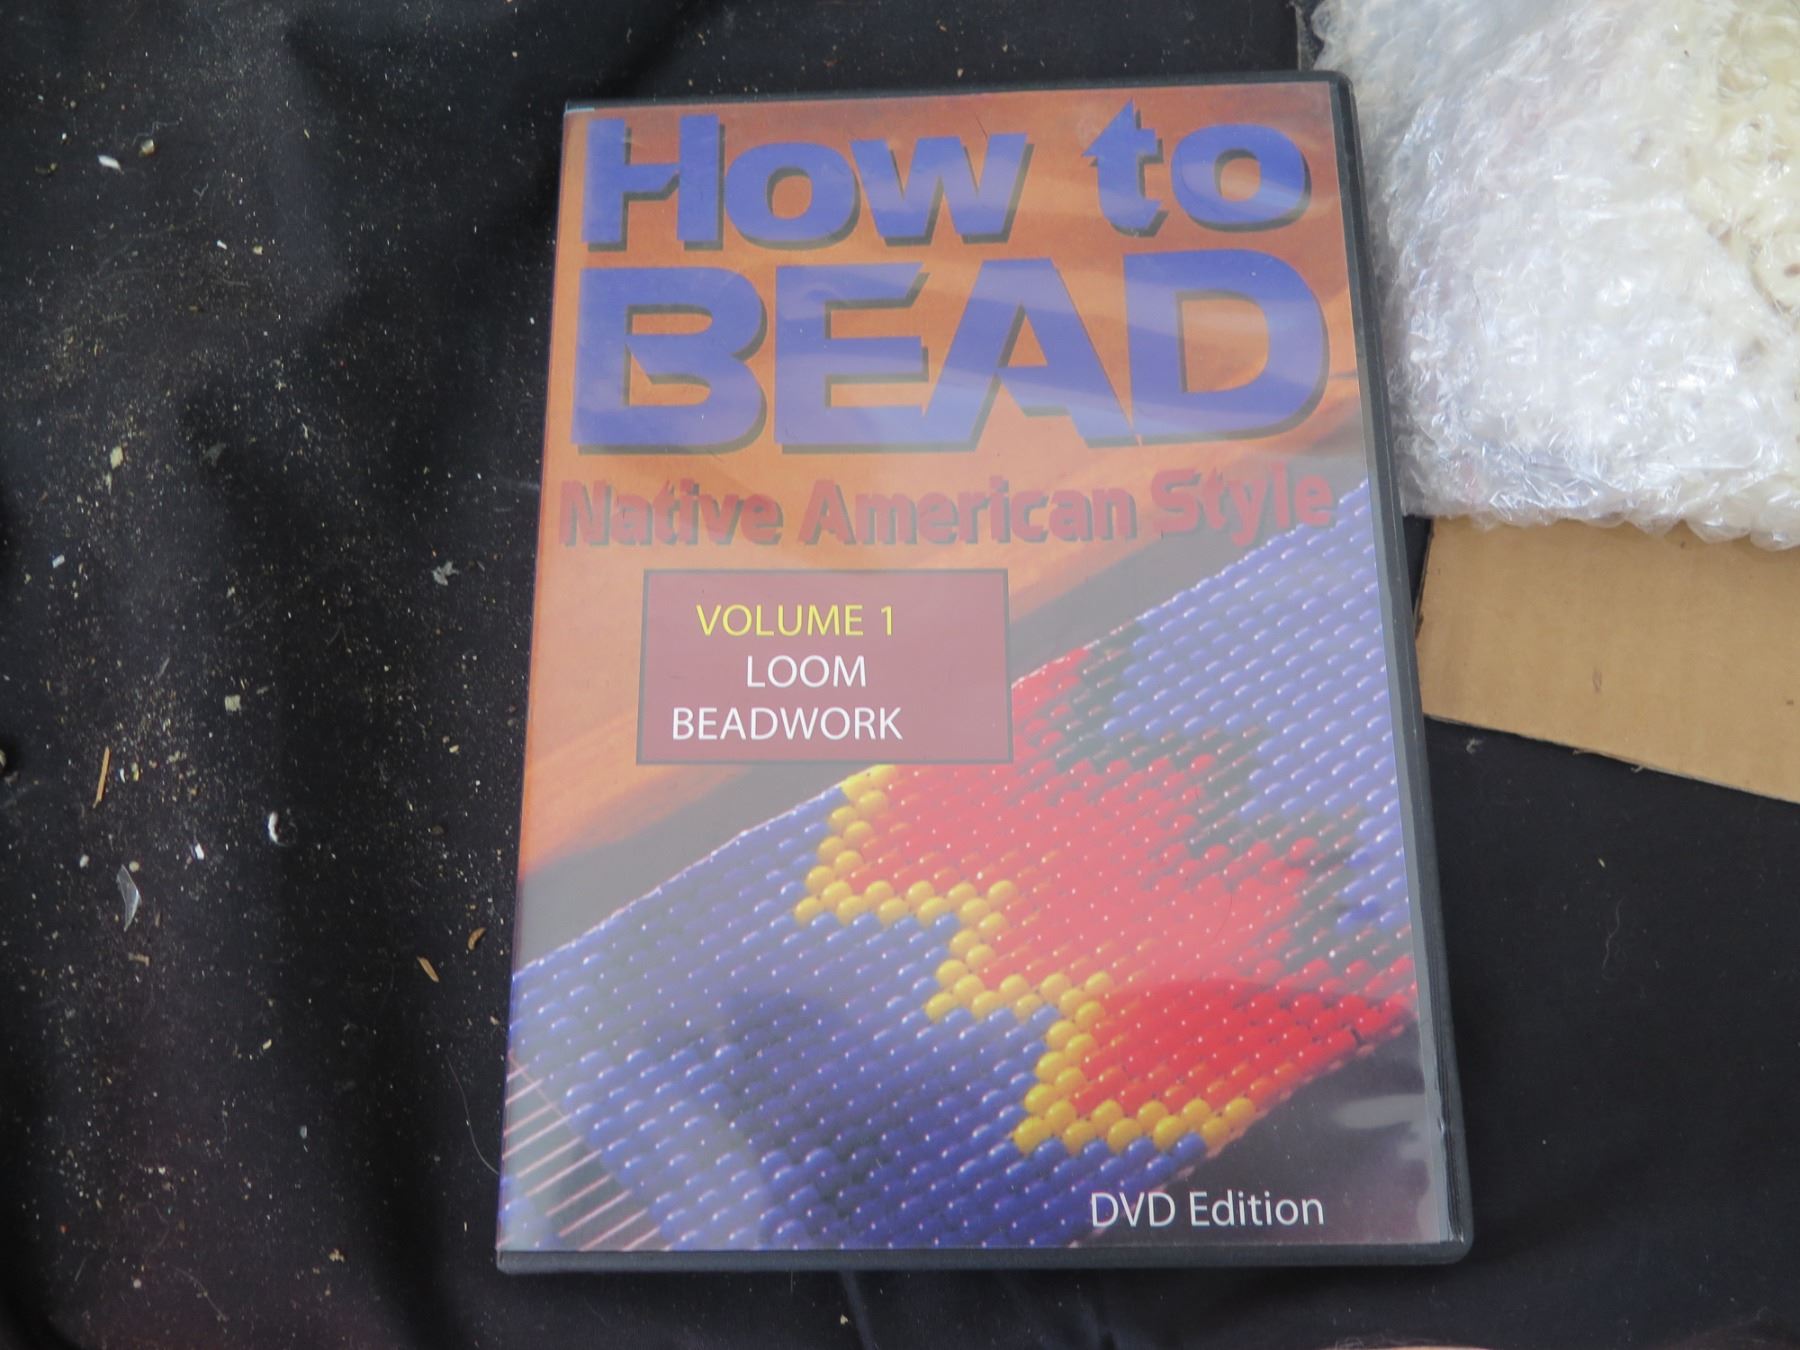 How to
BEAD
Native American Style
VOLUME 1
LOOM
BEADWORK
DVD Edition